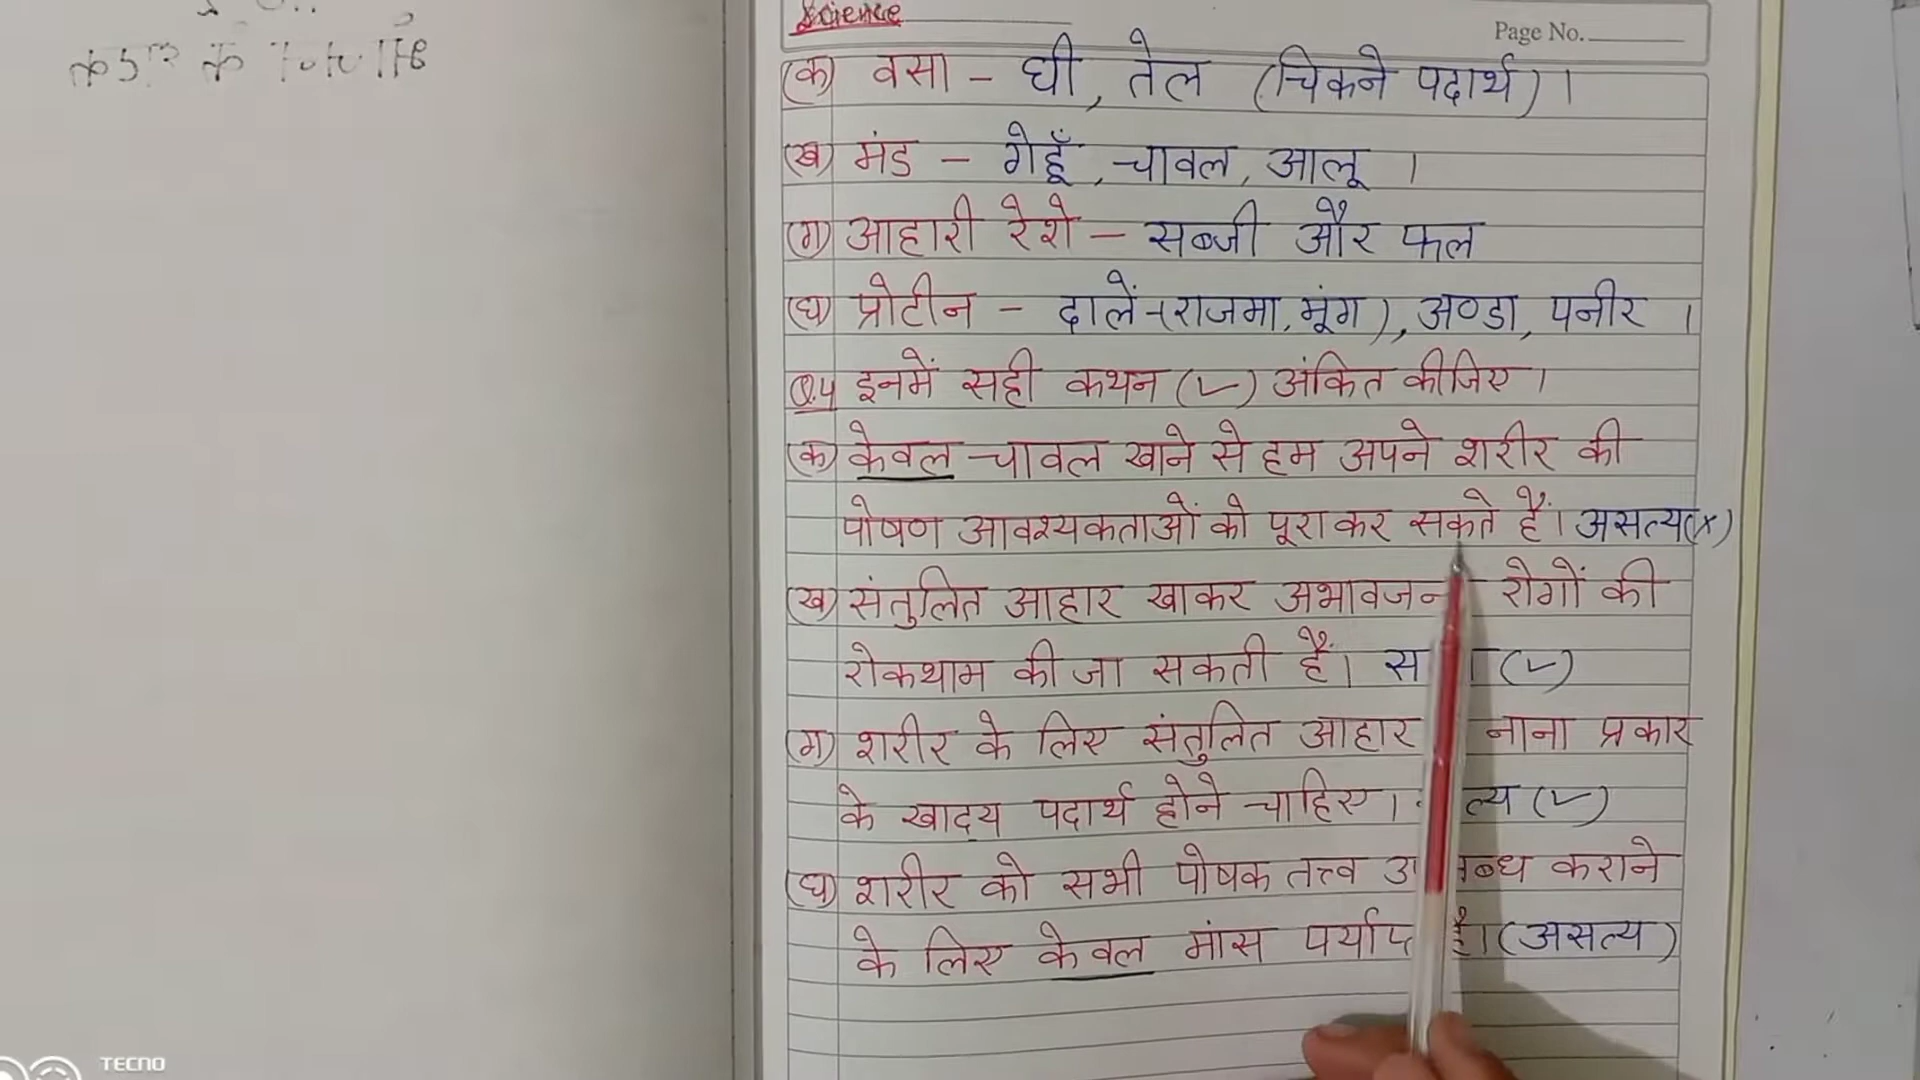 Science
Page No.
(क) वसा - घी, तेल (चिकने पदार्थ)।
(ख) मंड - गेहूँ, चावल, आलू ।
(ग) आहारी रेशे - सब्जी और फल
(घ) प्रोटीन - दालें-(राजमा, मूंग), अण्डा, पनीर ।
Q.4 इनमें सही कथन (✓) अंकित कीजिए।
(क) केवल चावल खाने से हम अपने शरीर की
पोषण आवश्यकताओं को पूरा कर सकते हैं। असत्य(x)
(ख) संतुलित आहार खाकर अभावजन रोगों की
रोकथाम की जा सकती हैं। स (✓)
(ग) शरीर के लिए संतुलित आहार नाना प्रकार
के खाद्य पदार्थ होने चाहिए। त्य (✓)
(घ) शरीर को सभी पोषक तत्त्व उ ब्ध कराने
के लिए केवल मांस पर्याप्त है। (असत्य)
TECNO